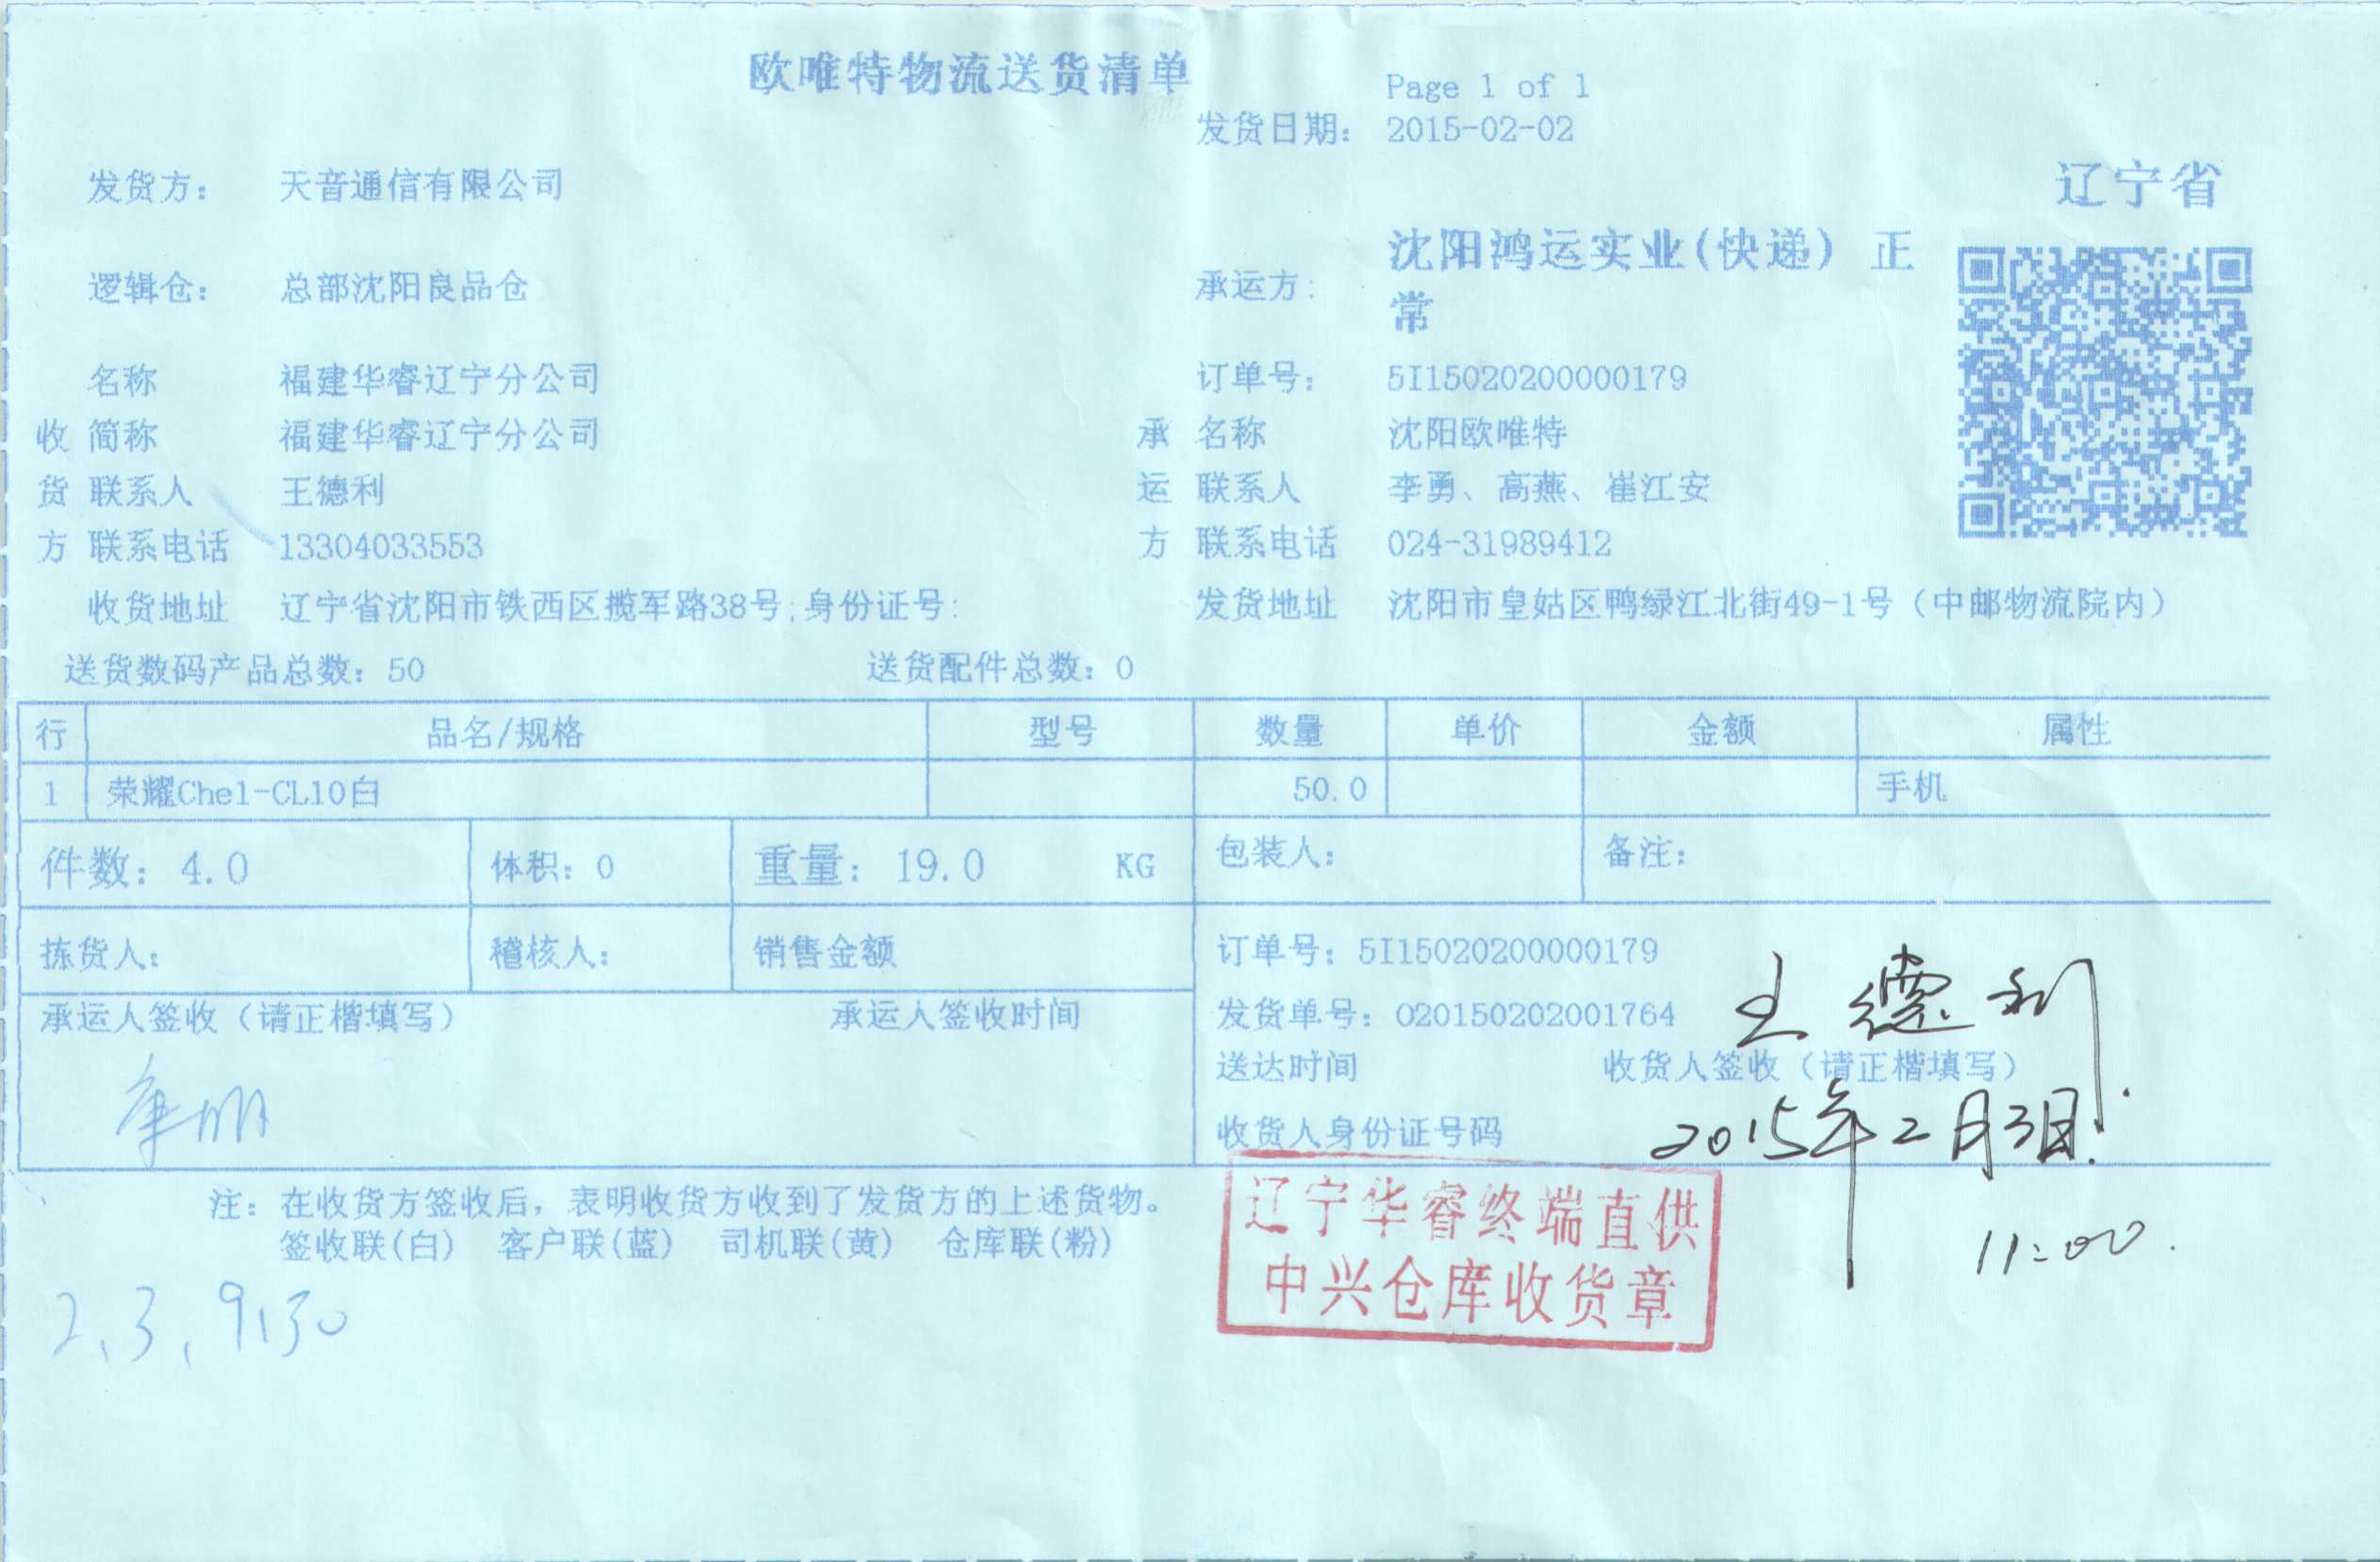 欧唯特物流送货清单
Page 1 of 1
发货日期： 2015-02-02
发货方： 天音通信有限公司
辽宁省
逻辑仓： 总部沈阳良品仓
承运方： 沈阳鸿运实业(快递) 正
常
名称 福建华睿辽宁分公司
订单号： 5I15020200000179
收 简称 福建华睿辽宁分公司
承 名称 沈阳欧唯特
货 联系人 王德利
运 联系人 李勇、高燕、崔江安
方 联系电话 13304033553
方 联系电话 024-31989412
收货地址 辽宁省沈阳市铁西区揽军路38号;身份证号:
发货地址 沈阳市皇姑区鸭绿江北街49-1号（中邮物流院内）
送货数码产品总数：50 送货配件总数：0
行 品名/规格 型号 数量 单价 金额 属性
1 荣耀Che1-CL10白 50.0 手机
件数：4.0 体积：0 重量：19.0 KG 包装人： 备注：
拣货人： 稽核人： 销售金额
订单号：5I15020200000179
承运人签收（请正楷填写） 承运人签收时间
发货单号：O20150202001764
王德利
送达时间 收货人签收（请正楷填写）
收货人身份证号码
2015年2月3日
11:00
注：在收货方签收后，表明收货方收到了发货方的上述货物。
签收联(白) 客户联(蓝) 司机联(黄) 仓库联(粉)
辽宁华睿终端直供
中兴仓库收货章
2、3，9:30